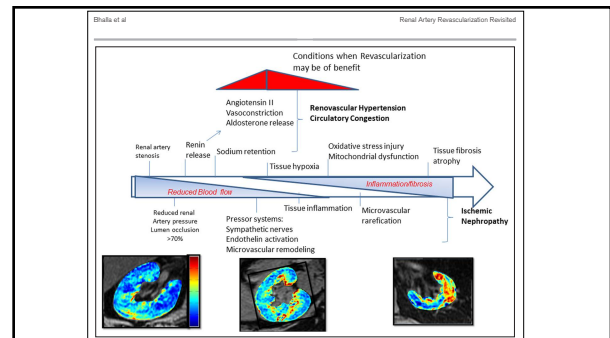 Bhalla et al
Renal Artery Revascularization Revisited
Conditions when Revascularization
may be of benefit
Angiotensin II
Vasoconstriction
Aldosterone release
Renovascular Hypertension
Circulatory Congestion
Renal artery
stenosis
Renin
release
Sodium retention
Tissue hypoxia
Oxidative stress injury
Mitochondrial dysfunction
Tissue fibrosis
atrophy
Reduced Blood flow
Inflammation/fibrosis
Reduced renal
Artery pressure
Lumen occlusion
>70%
Pressor systems:
Sympathetic nerves
Endothelin activation
Microvascular remodeling
Tissue inflammation
Microvascular
rarefication
Ischemic
Nephropathy